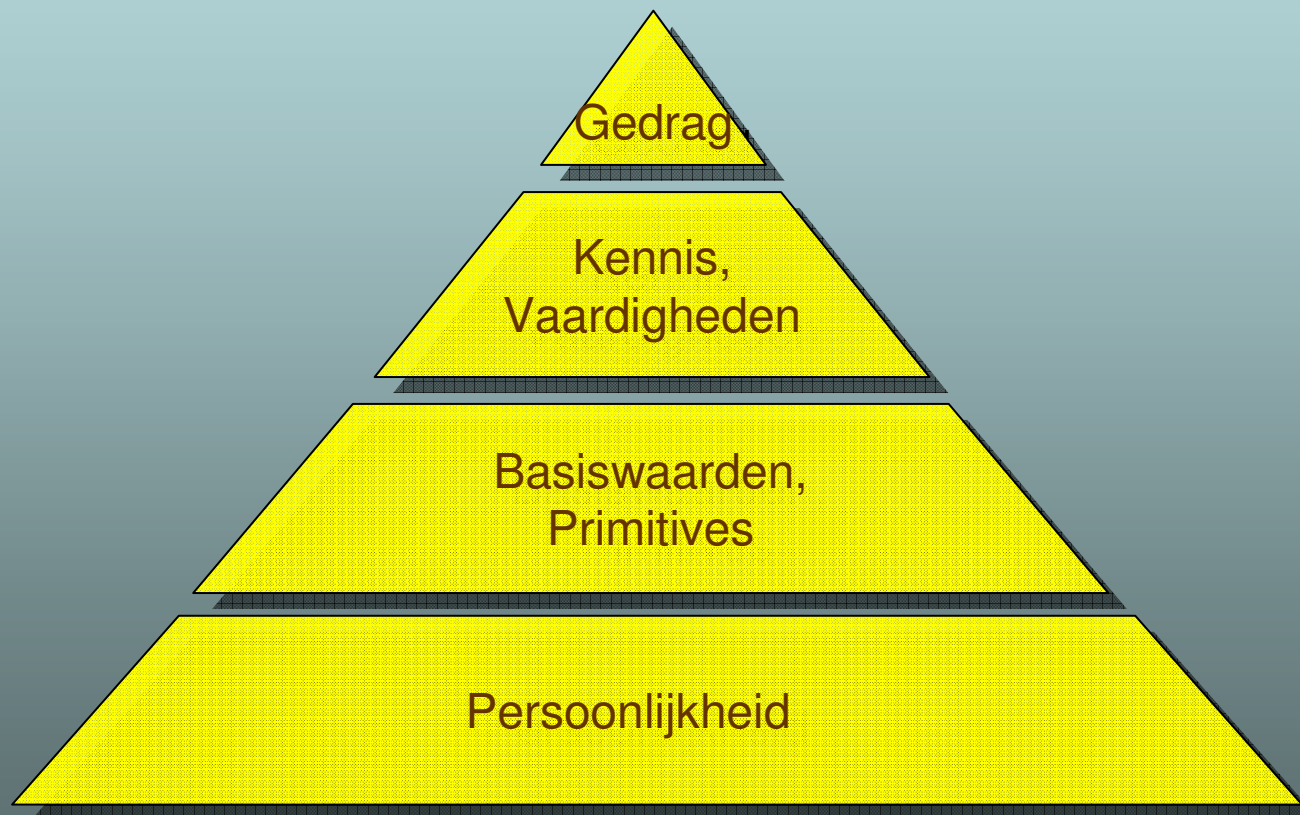 Gedrag
Kennis,
Vaardigheden
Basiswaarden,
Primitives
Persoonlijkheid